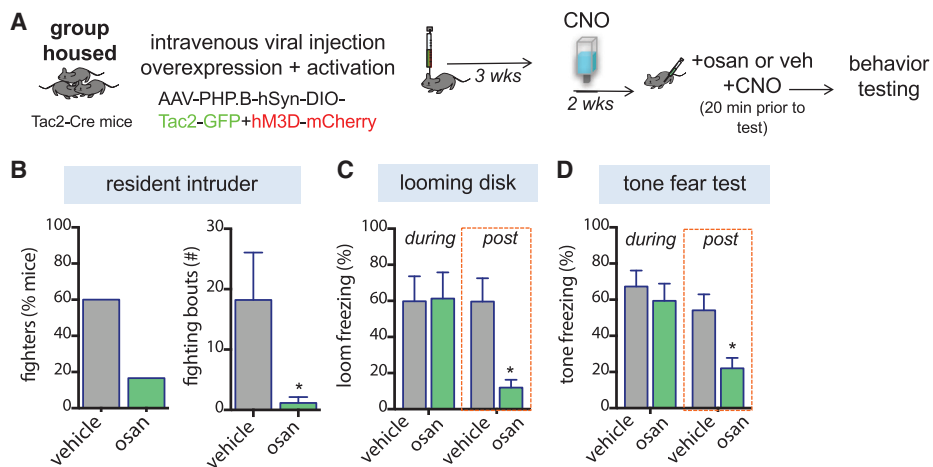 A
group
housed
Tac2-Cre mice
intravenous viral injection
overexpression + activation
AAV-PHP.B-hSyn-DIO-
Tac2-GFP+hM3D-mCherry
3 wks
CNO
2 wks
+osan or veh
+CNO
(20 min prior to
test)
behavior
testing
B
resident intruder
fighters (% mice)
100
80
60
40
20
0
vehicle
osan
fighting bouts (#)
30
20
10
0
*
vehicle
osan
C
looming disk
loom freezing (%)
100
80
60
40
20
0
during
post
*
vehicle
osan
vehicle
osan
D
tone fear test
tone freezing (%)
100
80
60
40
20
0
during
post
*
vehicle
osan
vehicle
osan